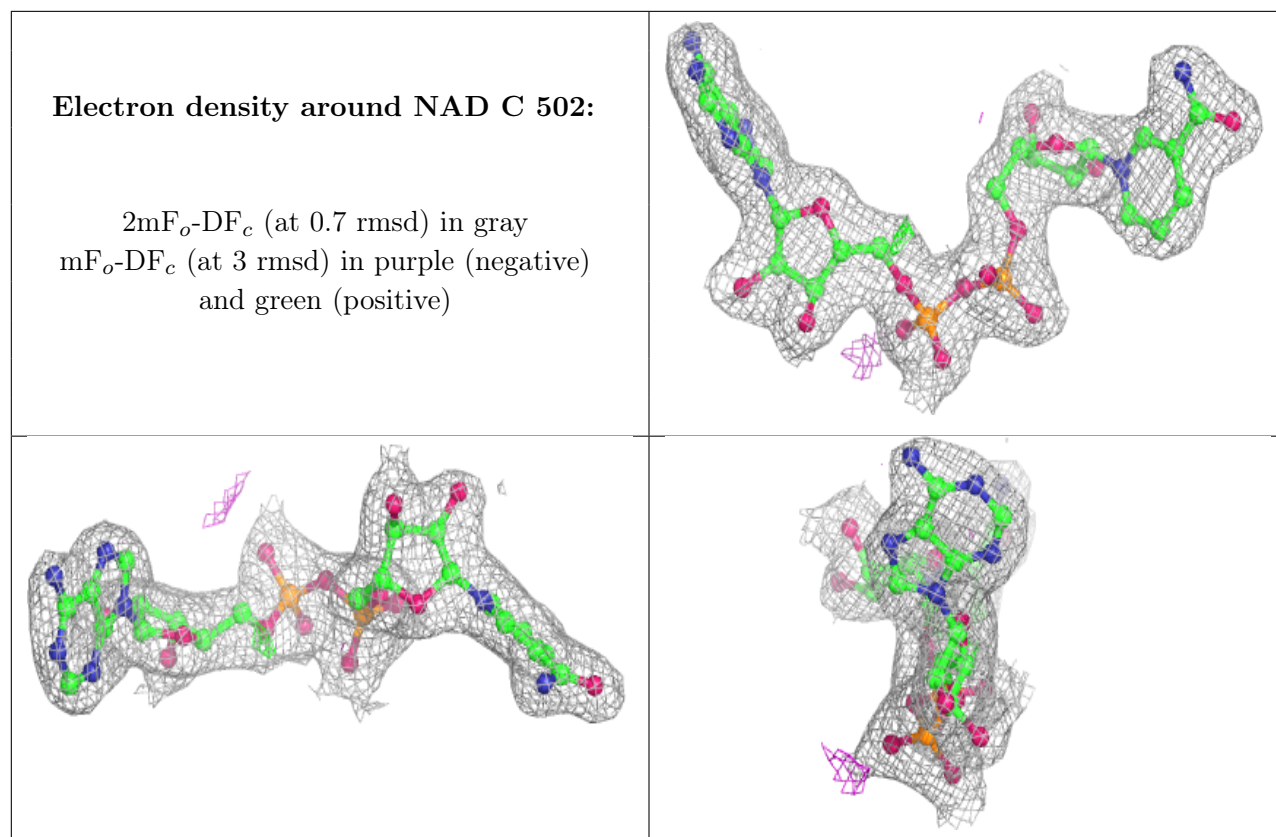 Electron density around NAD C 502:
2mFo-DFc (at 0.7 rmsd) in gray
mFo-DFc (at 3 rmsd) in purple (negative)
and green (positive)